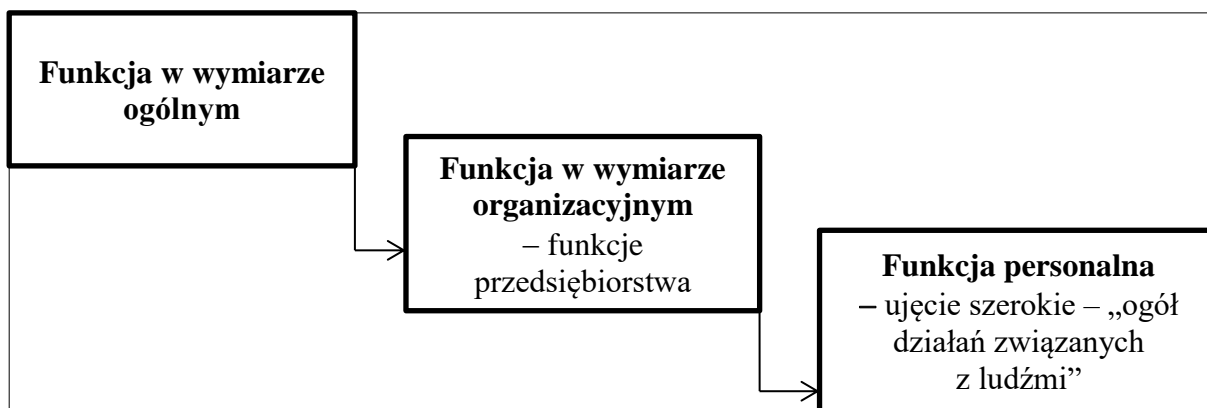 Funkcja w wymiarze
ogólnym
Funkcja w wymiarze
organizacyjnym
– funkcje
przedsiębiorstwa
Funkcja personalna
– ujęcie szerokie – „ogół
działań związanych
z ludźmi”